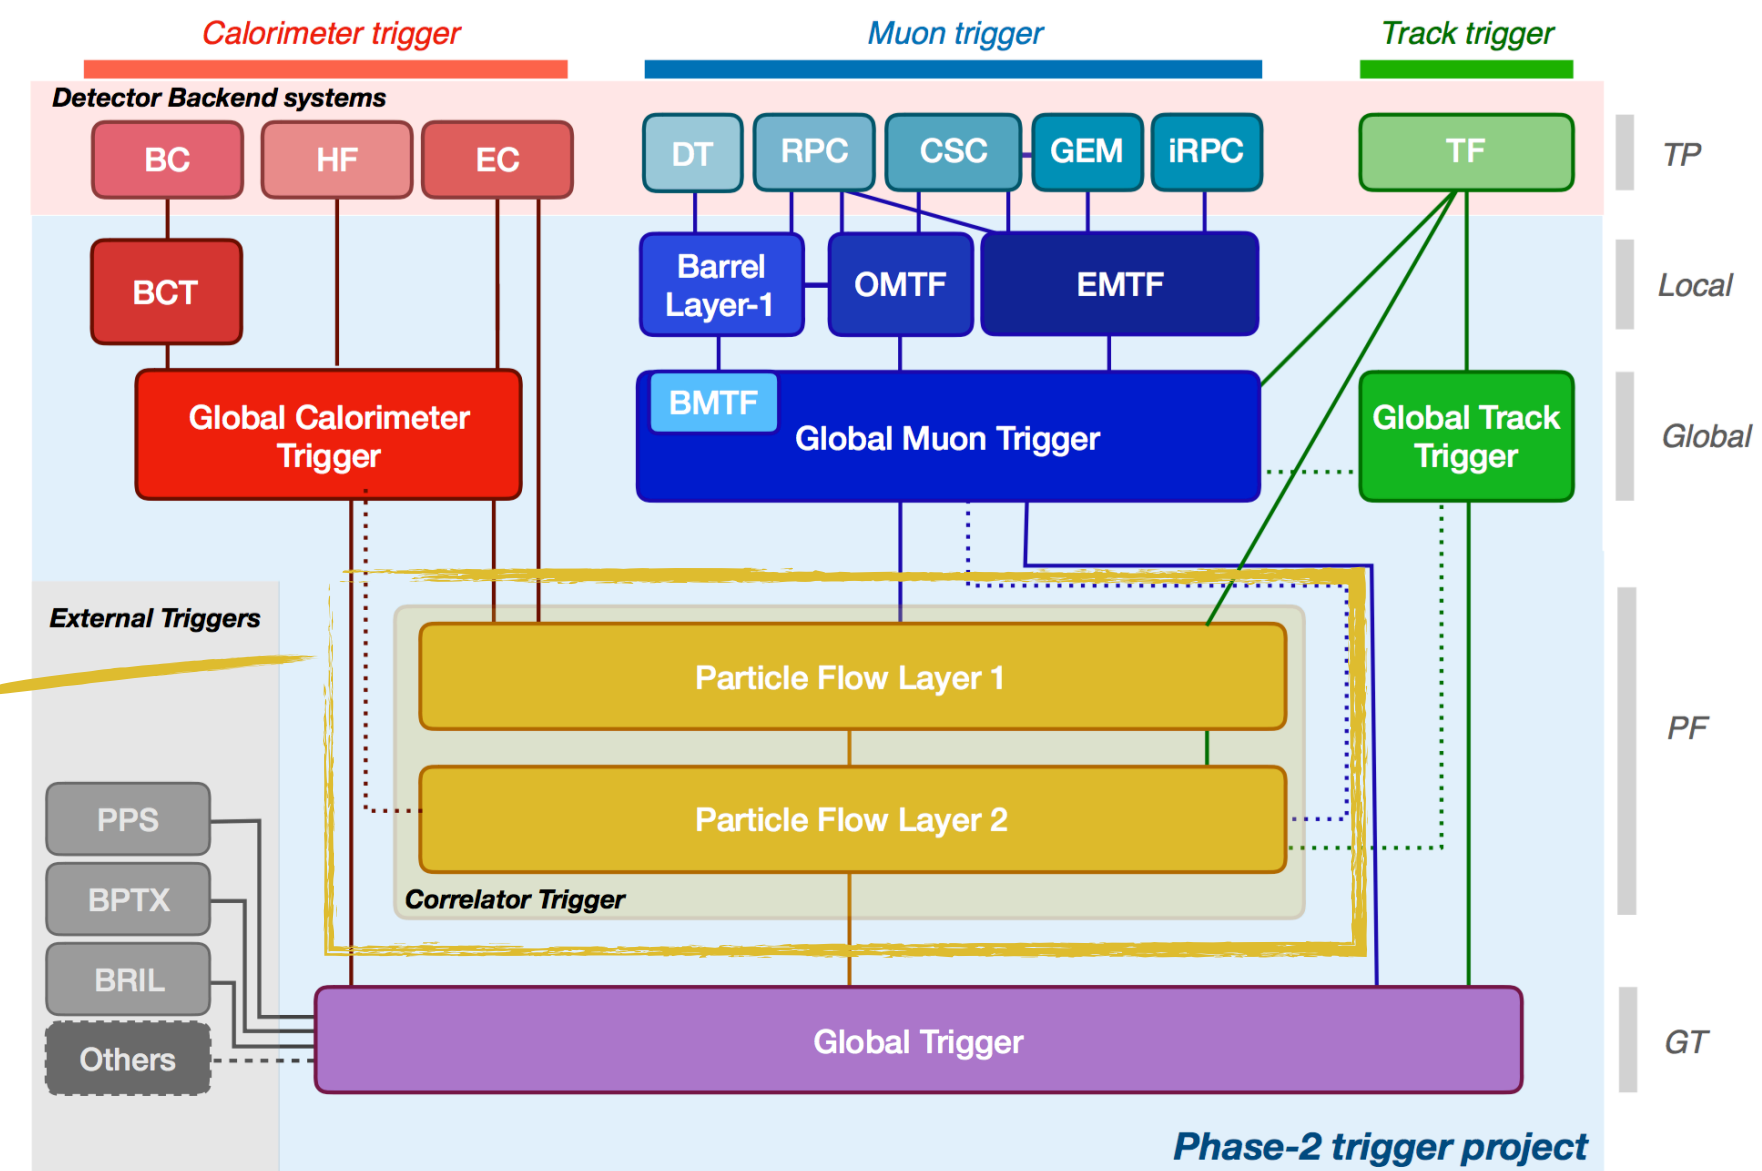 Calorimeter trigger
Muon trigger
Track trigger
Detector Backend systems
BC
HF
EC
DT
RPC
CSC
GEM
iRPC
TF
TP
BCT
Barrel
Layer-1
OMTF
EMTF
Local
Global Calorimeter
Trigger
BMTF
Global Muon Trigger
Global Track
Trigger
Global
External Triggers
Particle Flow Layer 1
PF
PPS
Particle Flow Layer 2
BPTX
Correlator Trigger
BRIL
Others
Global Trigger
GT
Phase-2 trigger project